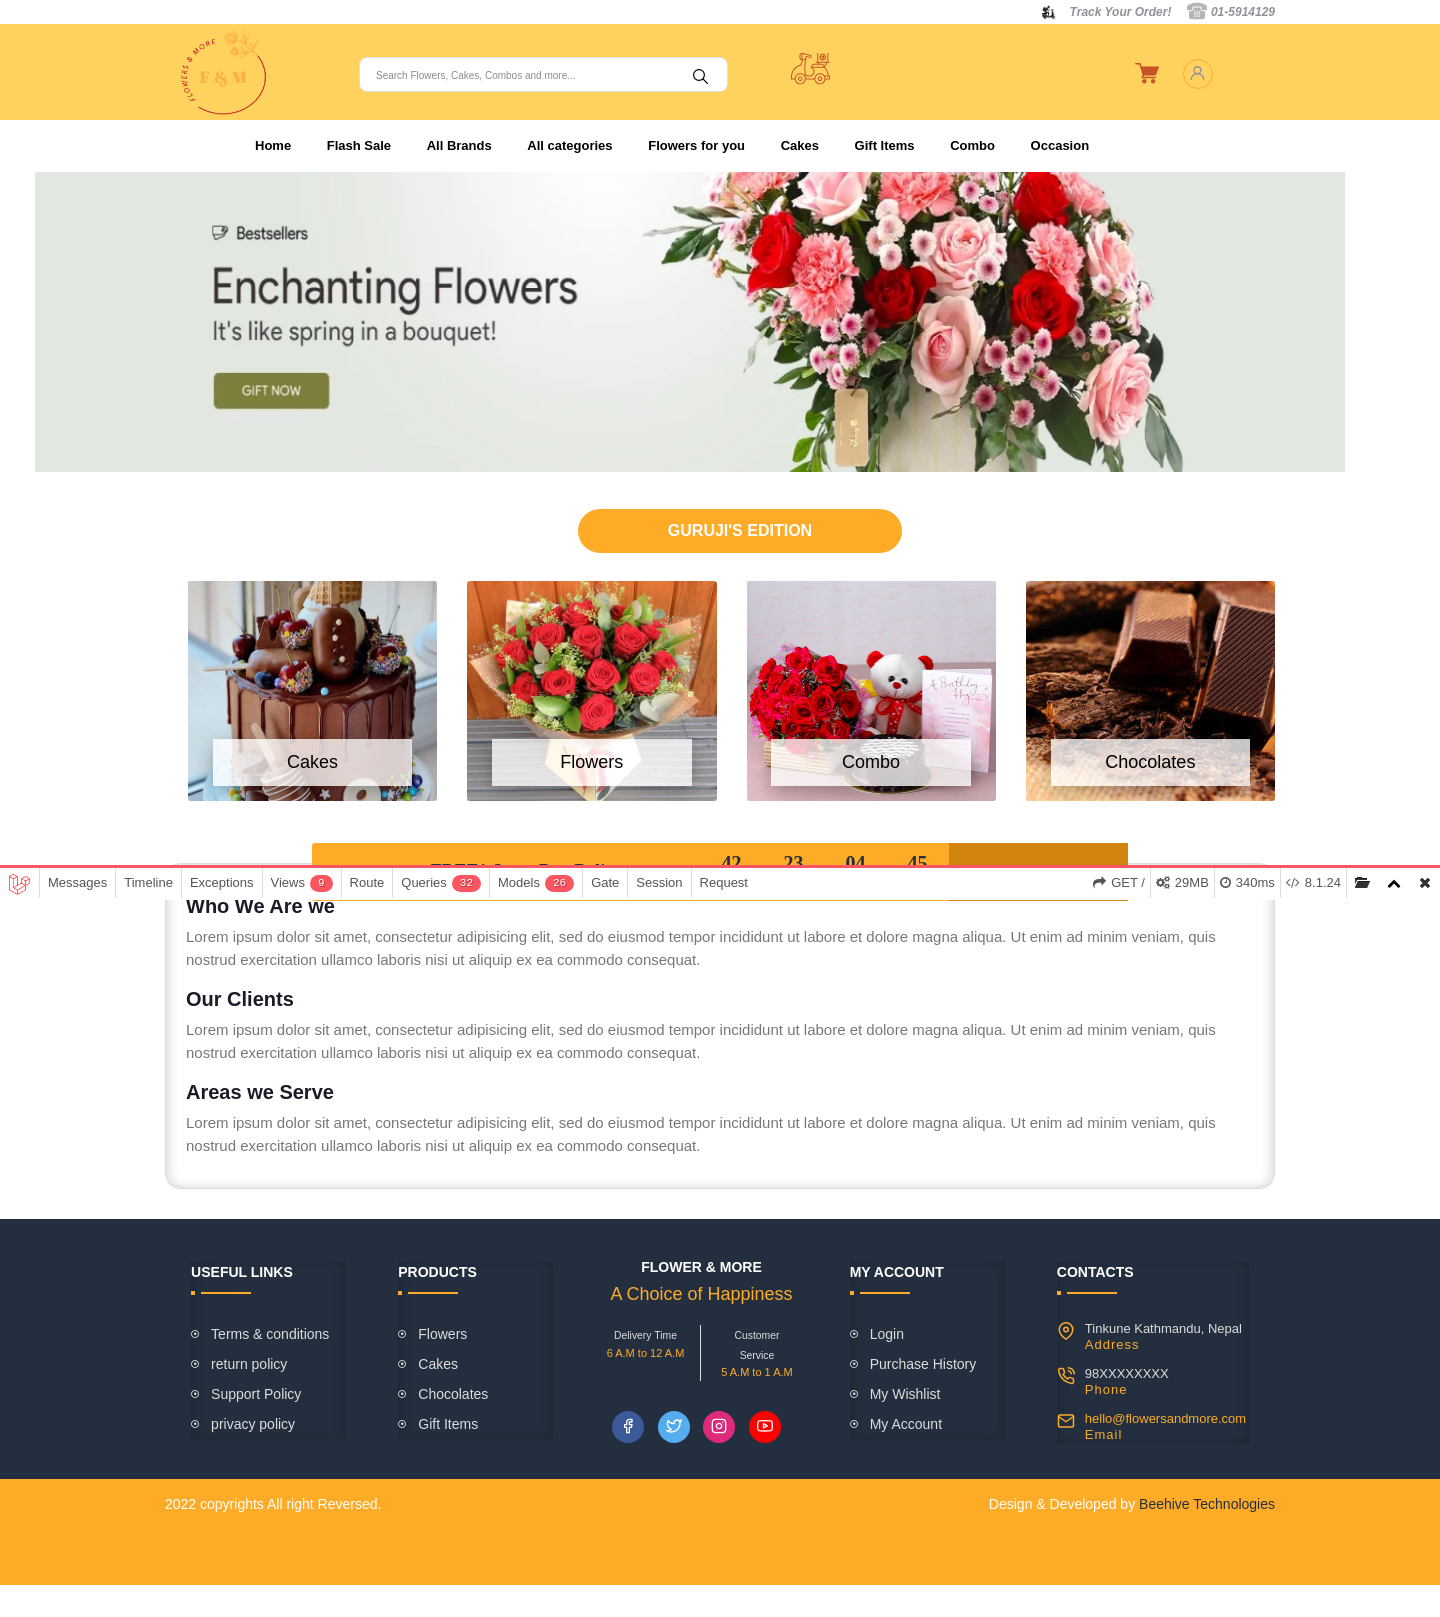 Track Your Order! 01-5914129
FLOWERS & MORE
F & M
Search Flowers, Cakes, Combos and more...
Home Flash Sale All Brands All categories Flowers for you Cakes Gift Items Combo Occasion
Bestsellers
Enchanting Flowers
It's like spring in a bouquet!
GIFT NOW
GURUJI'S EDITION
A Birthday Hug
Cakes Flowers Combo Chocolates
42 23 04 45
Messages Timeline Exceptions Views 9 Route Queries 32 Models 26 Gate Session Request GET / 29MB 340ms 8.1.24
Who We Are we
Lorem ipsum dolor sit amet, consectetur adipisicing elit, sed do eiusmod tempor incididunt ut labore et dolore magna aliqua. Ut enim ad minim veniam, quis
nostrud exercitation ullamco laboris nisi ut aliquip ex ea commodo consequat.
Our Clients
Lorem ipsum dolor sit amet, consectetur adipisicing elit, sed do eiusmod tempor incididunt ut labore et dolore magna aliqua. Ut enim ad minim veniam, quis
nostrud exercitation ullamco laboris nisi ut aliquip ex ea commodo consequat.
Areas we Serve
Lorem ipsum dolor sit amet, consectetur adipisicing elit, sed do eiusmod tempor incididunt ut labore et dolore magna aliqua. Ut enim ad minim veniam, quis
nostrud exercitation ullamco laboris nisi ut aliquip ex ea commodo consequat.
USEFUL LINKS
Terms & conditions
return policy
Support Policy
privacy policy
PRODUCTS
Flowers
Cakes
Chocolates
Gift Items
FLOWER & MORE
A Choice of Happiness
Delivery Time
6 A.M to 12 A.M
Customer
Service
5 A.M to 1 A.M
MY ACCOUNT
Login
Purchase History
My Wishlist
My Account
CONTACTS
Tinkune Kathmandu, Nepal
Address
98XXXXXXXX
Phone
hello@flowersandmore.com
Email
2022 copyrights All right Reversed.
Design & Developed by Beehive Technologies